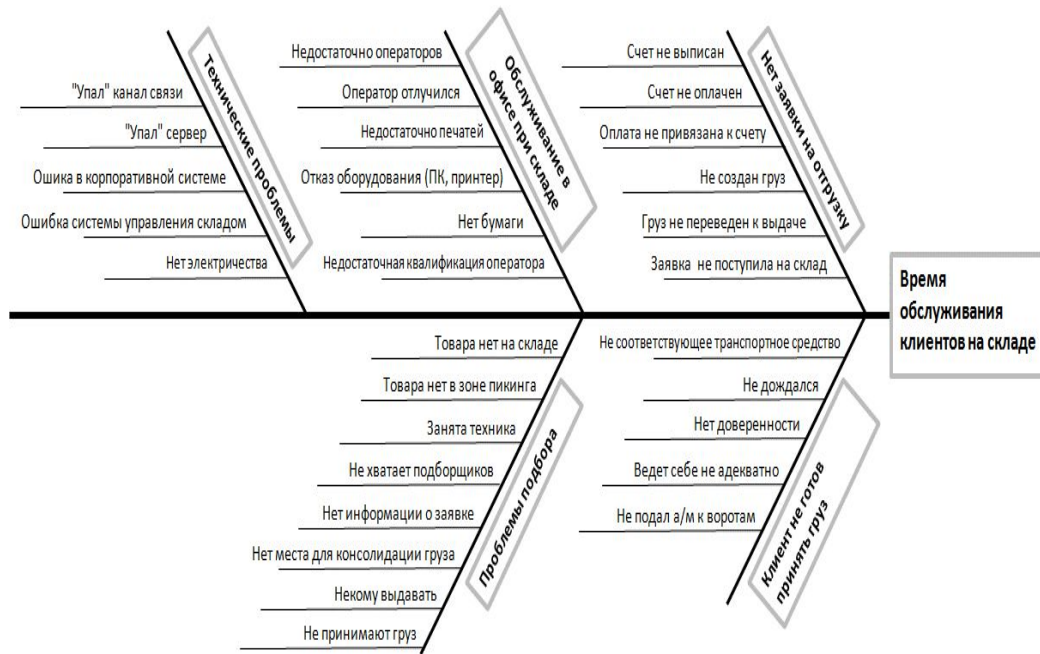 Технические проблемы
"Упал" канал связи
"Упал" сервер
Ошика в корпоративной системе
Ошибка системы управления складом
Нет электричества
Обслуживание в
офисе при складе
Недостаточно операторов
Оператор отлучился
Недостаточно печатей
Отказ оборудования (ПК, принтер)
Нет бумаги
Недостаточная квалификация оператора
Нет заявки на отгрузку
Счет не выписан
Счет не оплачен
Оплата не привязана к счету
Не создан груз
Груз не переведен к выдаче
Заявка не поступила на склад
Время
обслуживания
клиентов на складе
Проблемы подбора
Товара нет на складе
Товара нет в зоне пикинга
Занята техника
Не хватает подборщиков
Нет информации о заявке
Нет места для консолидации груза
Некому выдавать
Не принимают груз
Клиент не готов
принять груз
Не соответствующее транспортное средство
Не дождался
Нет доверенности
Ведет себе не адекватно
Не подал а/м к воротам